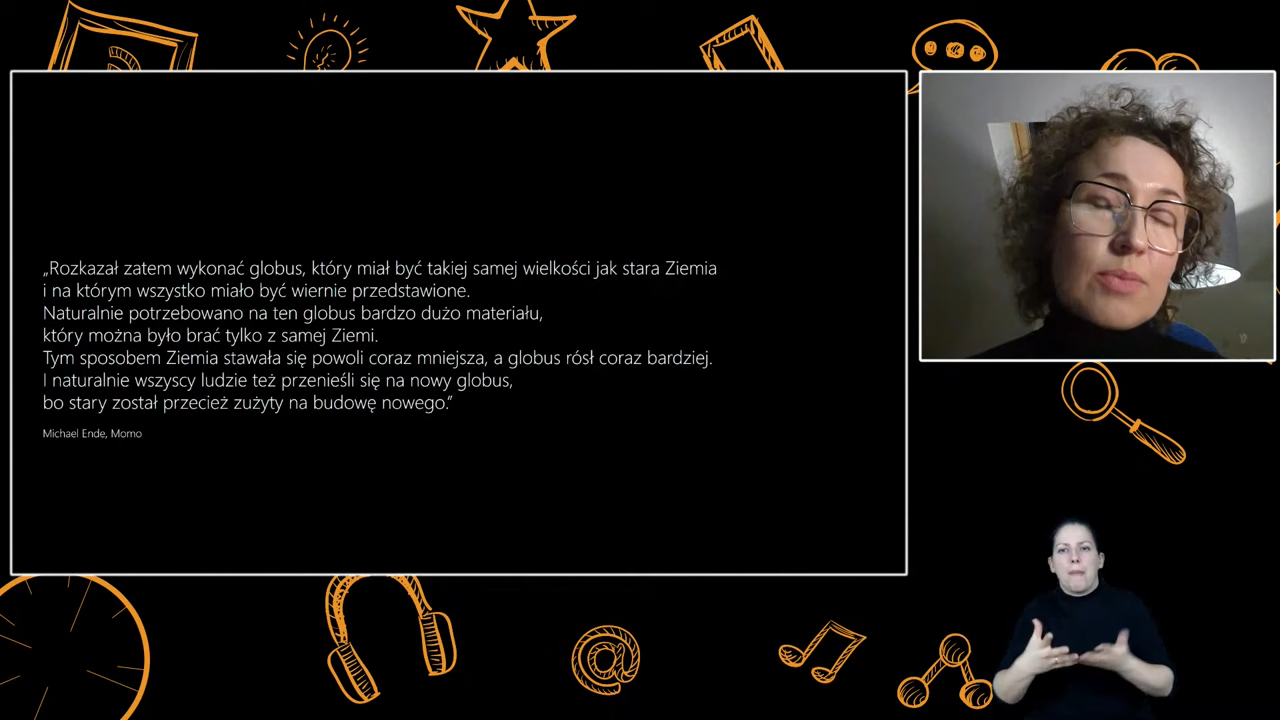 „Rozkazał zatem wykonać globus, który miał być takiej samej wielkości jak stara Ziemia
i na którym wszystko miało być wiernie przedstawione.
Naturalnie potrzebowano na ten globus bardzo dużo materiału,
który można było brać tylko z samej Ziemi.
Tym sposobem Ziemia stawała się powoli coraz mniejsza, a globus rósł coraz bardziej.
I naturalnie wszyscy ludzie też przenieśli się na nowy globus,
bo stary został przecież zużyty na budowę nowego.”
Michael Ende, Momo